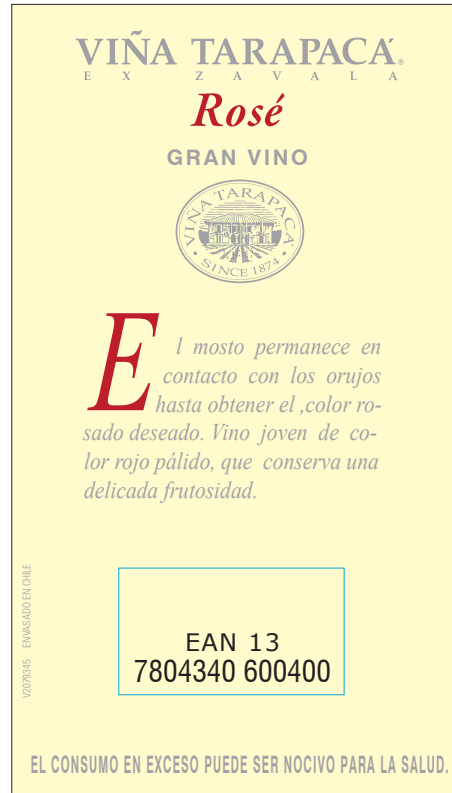 VIÑA TARAPACÁ®
EX ZAVALA
Rosé
GRAN VINO
VIÑA TARAPACÁ
SINCE 1874
El mosto permanece en
contacto con los orujos
hasta obtener el ,color ro-
sado deseado. Vino joven de co-
lor rojo pálido, que conserva una
delicada frutosidad.
V2079345 ENVASADO EN CHILE
EAN 13
7804340 600400
EL CONSUMO EN EXCESO PUEDE SER NOCIVO PARA LA SALUD.